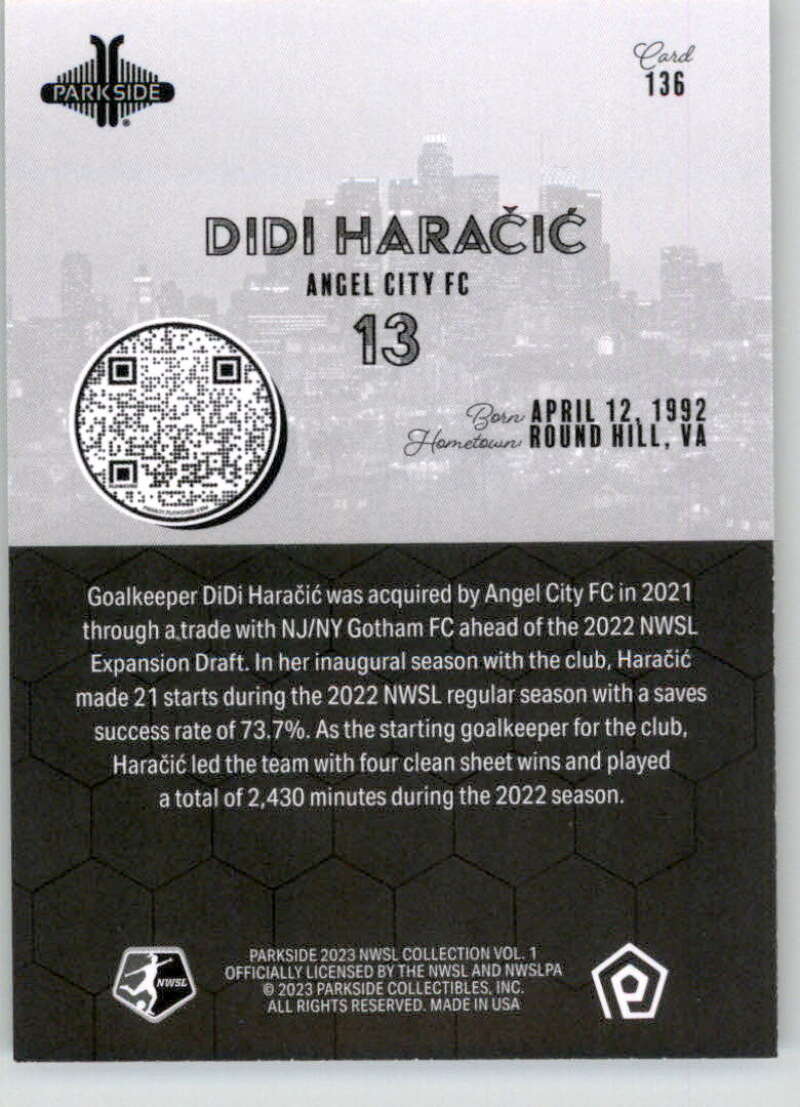 PARKSIDE
Card
136
DIDI HARAČIĆ
ANGEL CITY FC
13
Born APRIL 12, 1992
Hometown ROUND HILL, VA
Goalkeeper DiDi Haračić was acquired by Angel City FC in 2021
through a trade with NJ/NY Gotham FC ahead of the 2022 NWSL
Expansion Draft. In her inaugural season with the club, Haračić
made 21 starts during the 2022 NWSL regular season with a saves
success rate of 73.7%. As the starting goalkeeper for the club,
Haračić led the team with four clean sheet wins and played
a total of 2,430 minutes during the 2022 season.
NWSL
PARKSIDE 2023 NWSL COLLECTION VOL. 1
OFFICIALLY LICENSED BY THE NWSL AND NWSLPA
© 2023 PARKSIDE COLLECTIBLES, INC.
ALL RIGHTS RESERVED. MADE IN USA